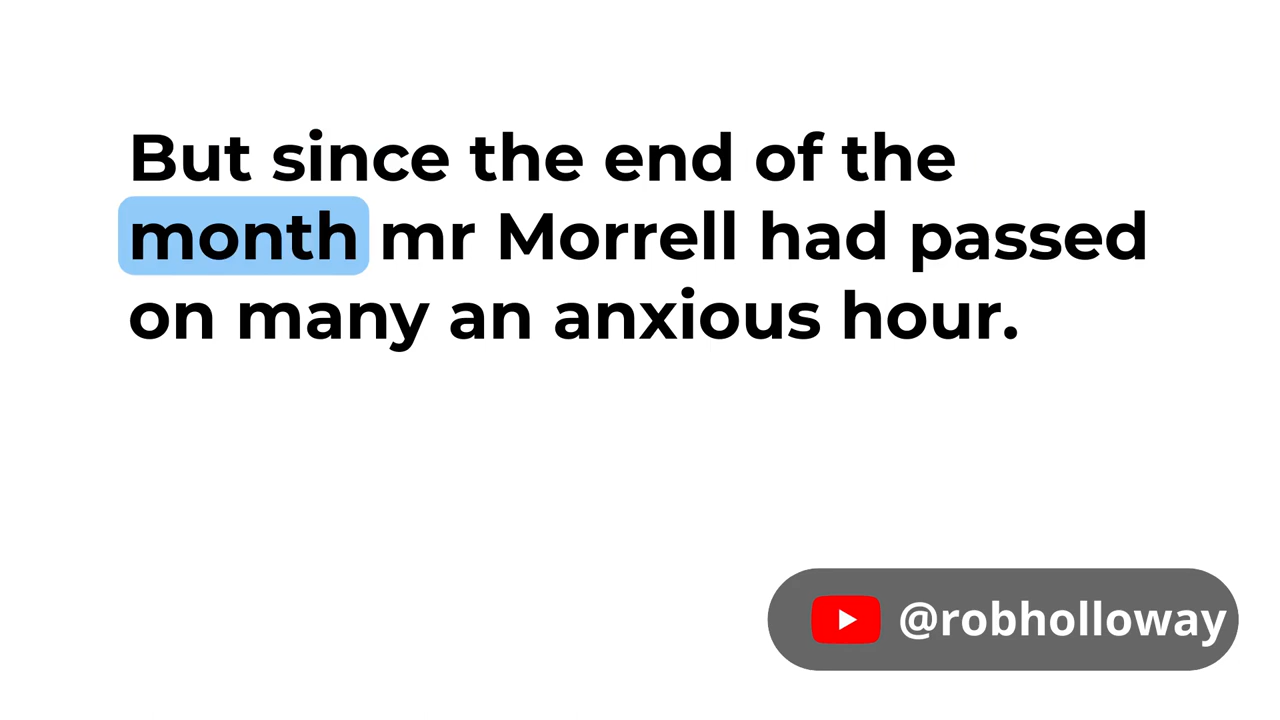 But since the end of the
month mr Morrell had passed
on many an anxious hour.
@robholloway